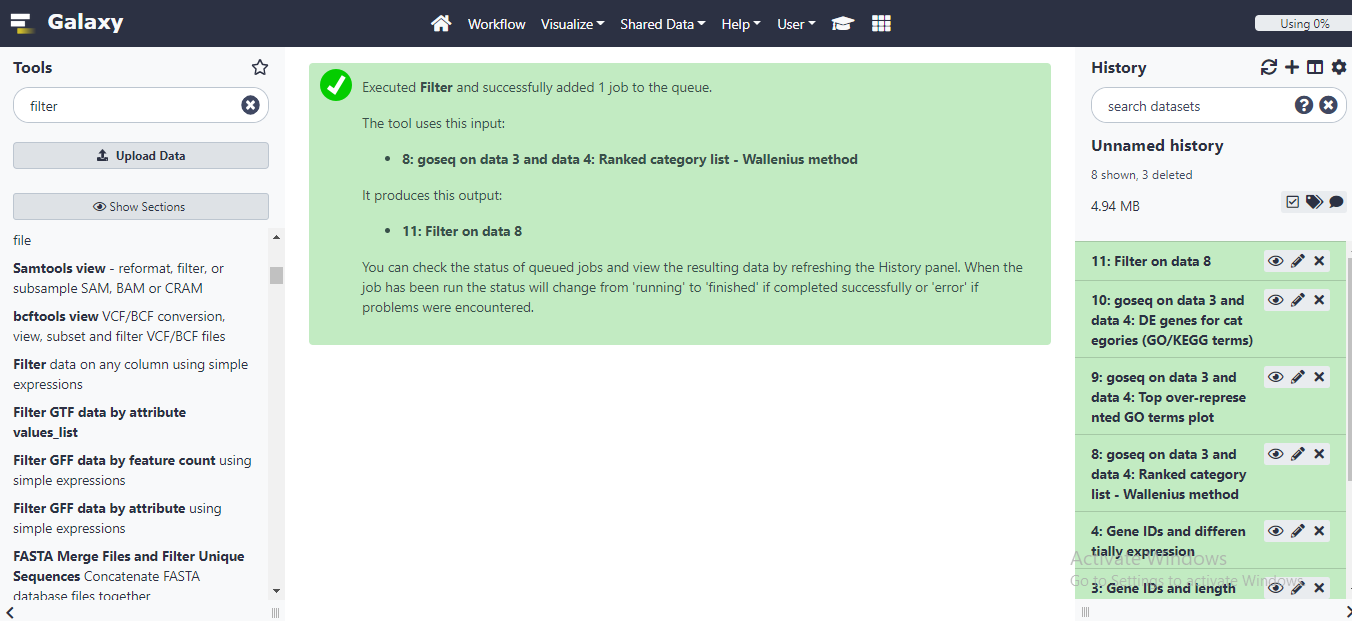 Galaxy
Workflow
Visualize
Shared Data
Help
User
Using 0%
Tools
filter
Upload Data
Show Sections
file
Samtools view - reformat, filter, or
subsample SAM, BAM or CRAM
bcftools view VCF/BCF conversion,
view, subset and filter VCF/BCF files
Filter data on any column using simple
expressions
Filter GTF data by attribute
values_list
Filter GFF data by feature count using
simple expressions
Filter GFF data by attribute using
simple expressions
FASTA Merge Files and Filter Unique
Sequences Concatenate FASTA
database files together
Executed Filter and successfully added 1 job to the queue.
The tool uses this input:
• 8: goseq on data 3 and data 4: Ranked category list - Wallenius method
It produces this output:
• 11: Filter on data 8
You can check the status of queued jobs and view the resulting data by refreshing the History panel. When the
job has been run the status will change from 'running' to 'finished' if completed successfully or 'error' if
problems were encountered.
History
search datasets
Unnamed history
8 shown, 3 deleted
4.94 MB
11: Filter on data 8
10: goseq on data 3 and
data 4: DE genes for cat
egories (GO/KEGG terms)
9: goseq on data 3 and
data 4: Top over-represe
nted GO terms plot
8: goseq on data 3 and
data 4: Ranked category
list - Wallenius method
4: Gene IDs and differen
tially expression
Activate Windows
Go to Settings to activate Windows.
3: Gene IDs and length